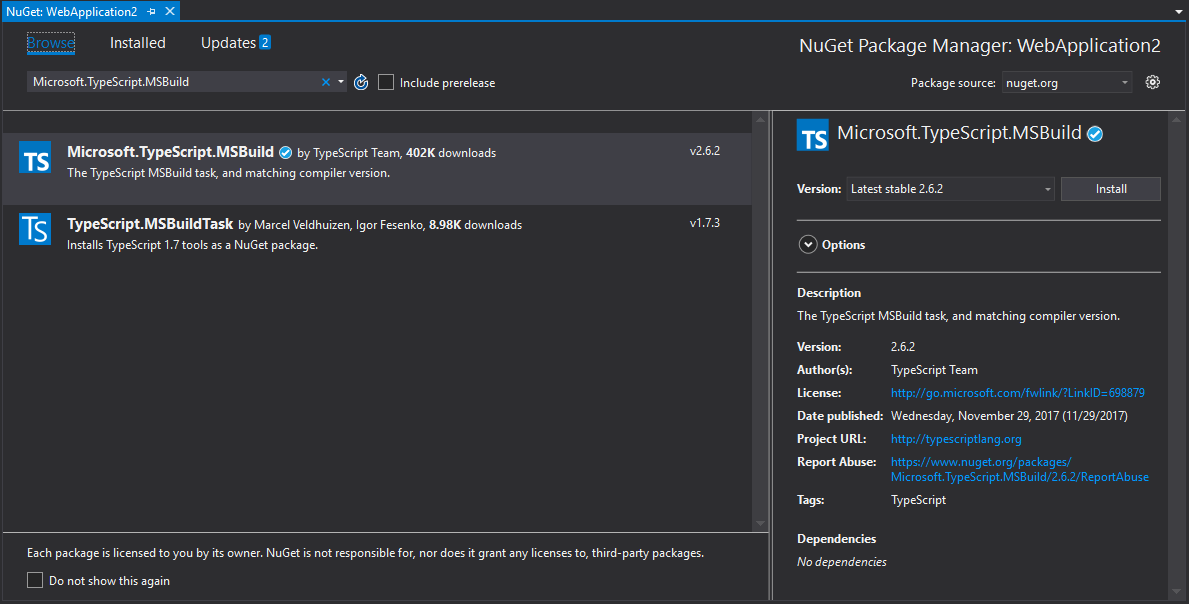 NuGet: WebApplication2
Browse Installed Updates 2
NuGet Package Manager: WebApplication2
Microsoft.TypeScript.MSBuild
Include prerelease
Package source: nuget.org
TS Microsoft.TypeScript.MSBuild by TypeScript Team, 402K downloads v2.6.2
The TypeScript MSBuild task, and matching compiler version.
TS TypeScript.MSBuildTask by Marcel Veldhuizen, Igor Fesenko, 8.98K downloads v1.7.3
Installs TypeScript 1.7 tools as a NuGet package.
Each package is licensed to you by its owner. NuGet is not responsible for, nor does it grant any licenses to, third-party packages.
Do not show this again
TS Microsoft.TypeScript.MSBuild
Version: Latest stable 2.6.2 Install
Options
Description
The TypeScript MSBuild task, and matching compiler version.
Version: 2.6.2
Author(s): TypeScript Team
License: http://go.microsoft.com/fwlink/?LinkID=698879
Date published: Wednesday, November 29, 2017 (11/29/2017)
Project URL: http://typescriptlang.org
Report Abuse: https://www.nuget.org/packages/
Microsoft.TypeScript.MSBuild/2.6.2/ReportAbuse
Tags: TypeScript
Dependencies
No dependencies